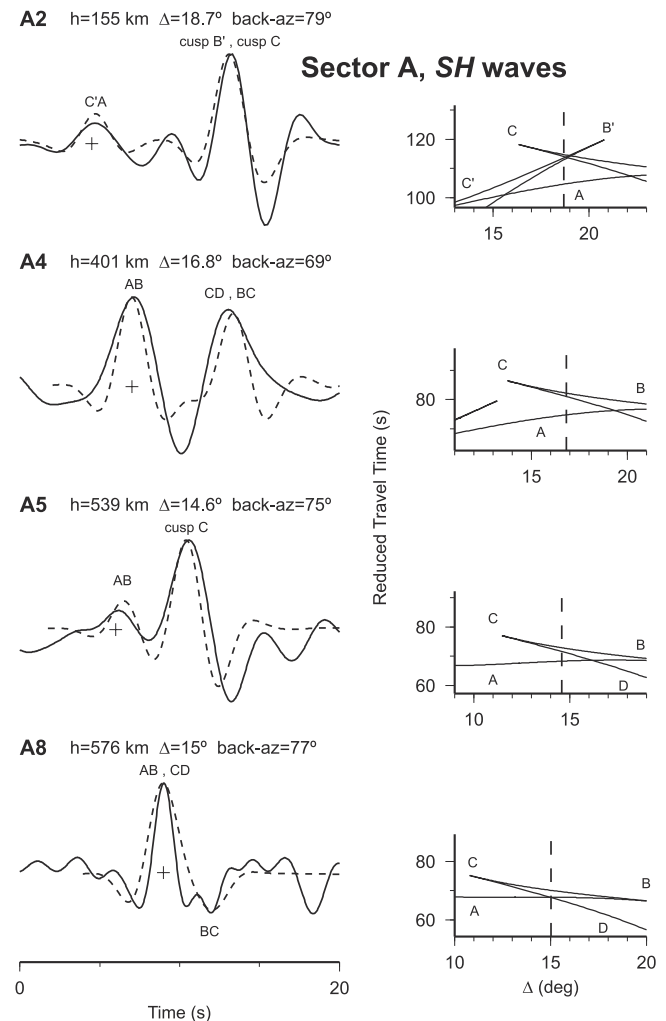 A2 h=155 km Δ=18.7º back-az=79º
cusp B' , cusp C
Sector A, SH waves
C'A
C
B'
120
C'
100
A
15
20
A4 h=401 km Δ=16.8º back-az=69º
AB
CD , BC
C
B
80
A
15
20
Reduced Travel Time (s)
A5 h=539 km Δ=14.6º back-az=75º
cusp C
AB
C
80
B
A
D
60
10
15
A8 h=576 km Δ=15º back-az=77º
AB , CD
BC
80
C
B
A
D
60
10
15
20
Δ (deg)
0
20
Time (s)